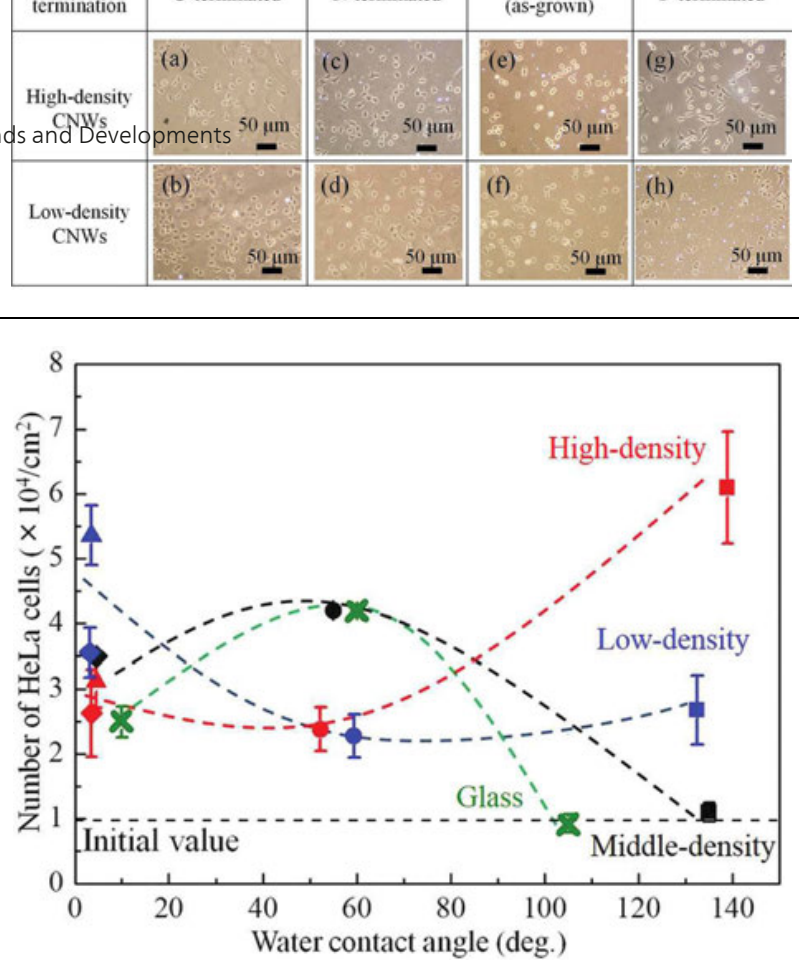 termination
(as-grown)
(a)
(c)
(e)
(g)
High-density
CNWs
50 μm
50 μm
50 μm
50 μm
nds and Developments
(b)
(d)
(f)
(h)
Low-density
CNWs
50 μm
50 μm
50 μm
50 μm
8
7
6
5
4
3
2
1
0
Number of HeLa cells ( × 10⁴/cm²)
High-density
Low-density
Glass
Initial value
Middle-density
0 20 40 60 80 100 120 140
Water contact angle (deg.)